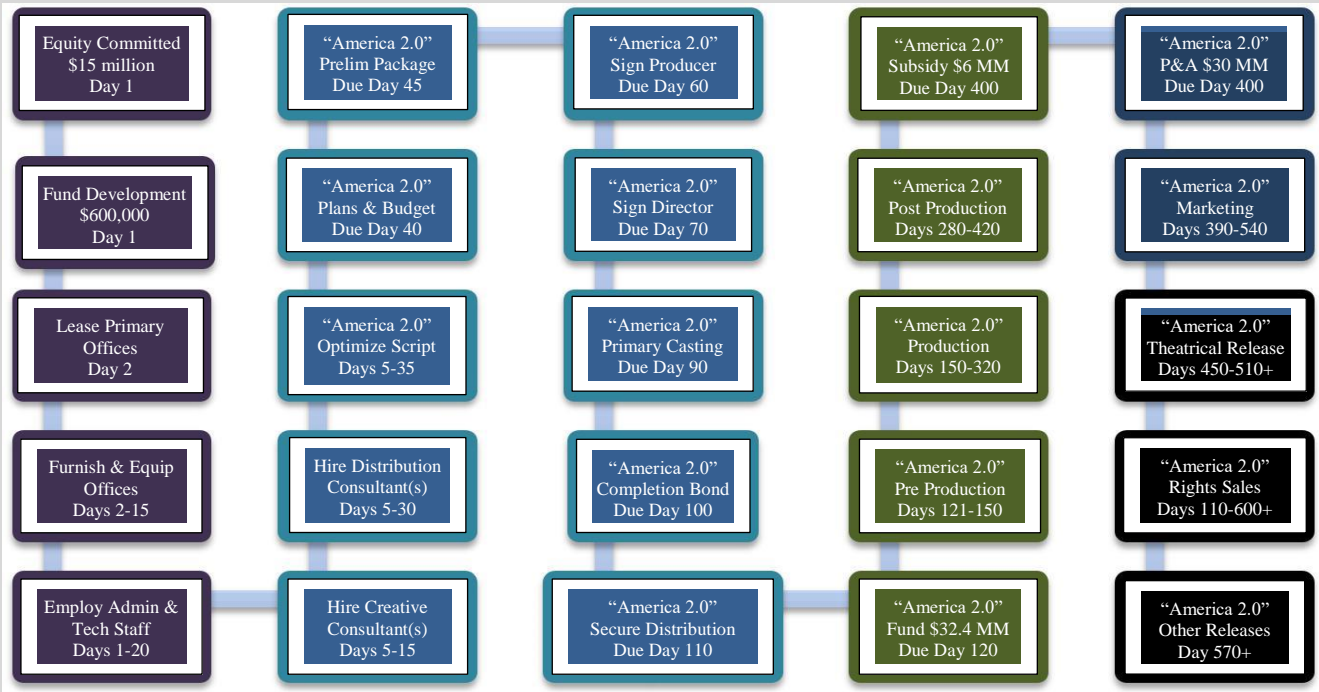 Equity Committed
$15 million
Day 1
Fund Development
$600,000
Day 1
Lease Primary
Offices
Day 2
Furnish & Equip
Offices
Days 2-15
Employ Admin &
Tech Staff
Days 1-20
Hire Creative
Consultant(s)
Days 5-15
Hire Distribution
Consultant(s)
Days 5-30
“America 2.0”
Optimize Script
Days 5-35
“America 2.0”
Plans & Budget
Due Day 40
“America 2.0”
Prelim Package
Due Day 45
“America 2.0”
Sign Producer
Due Day 60
“America 2.0”
Sign Director
Due Day 70
“America 2.0”
Primary Casting
Due Day 90
“America 2.0”
Completion Bond
Due Day 100
“America 2.0”
Secure Distribution
Due Day 110
“America 2.0”
Fund $32.4 MM
Due Day 120
“America 2.0”
Pre Production
Days 121-150
“America 2.0”
Production
Days 150-320
“America 2.0”
Post Production
Days 280-420
“America 2.0”
Subsidy $6 MM
Due Day 400
“America 2.0”
P&A $30 MM
Due Day 400
“America 2.0”
Marketing
Days 390-540
“America 2.0”
Theatrical Release
Days 450-510+
“America 2.0”
Rights Sales
Days 110-600+
“America 2.0”
Other Releases
Day 570+